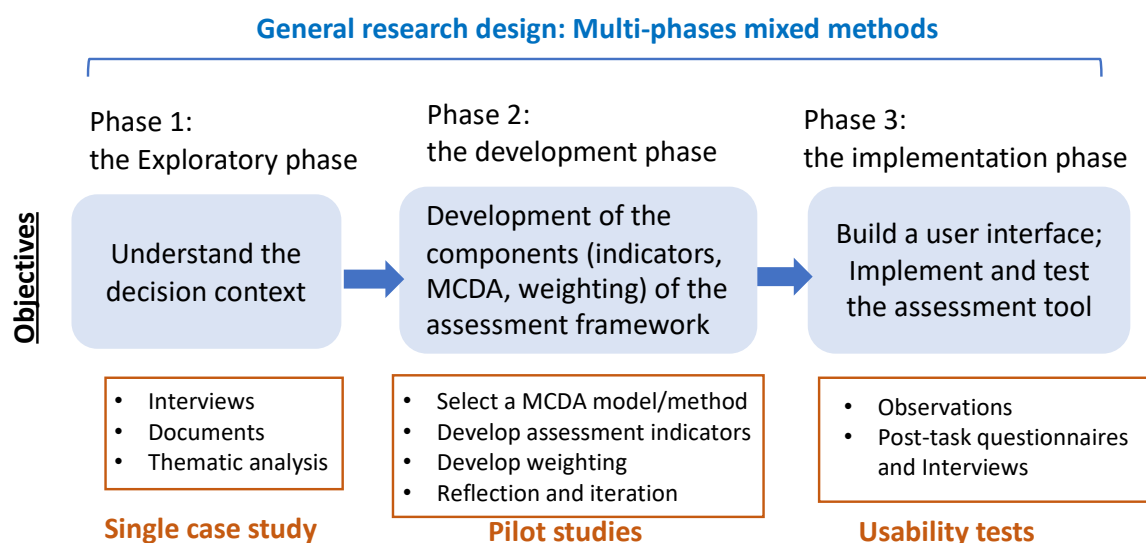 General research design: Multi-phases mixed methods
Phase 1:
the Exploratory phase
Phase 2:
the development phase
Phase 3:
the implementation phase
Objectives
Understand the
decision context
Development of the
components (indicators,
MCDA, weighting) of the
assessment framework
Build a user interface;
Implement and test
the assessment tool
• Interviews
• Documents
• Thematic analysis
• Select a MCDA model/method
• Develop assessment indicators
• Develop weighting
• Reflection and iteration
• Observations
• Post-task questionnaires
and Interviews
Single case study
Pilot studies
Usability tests